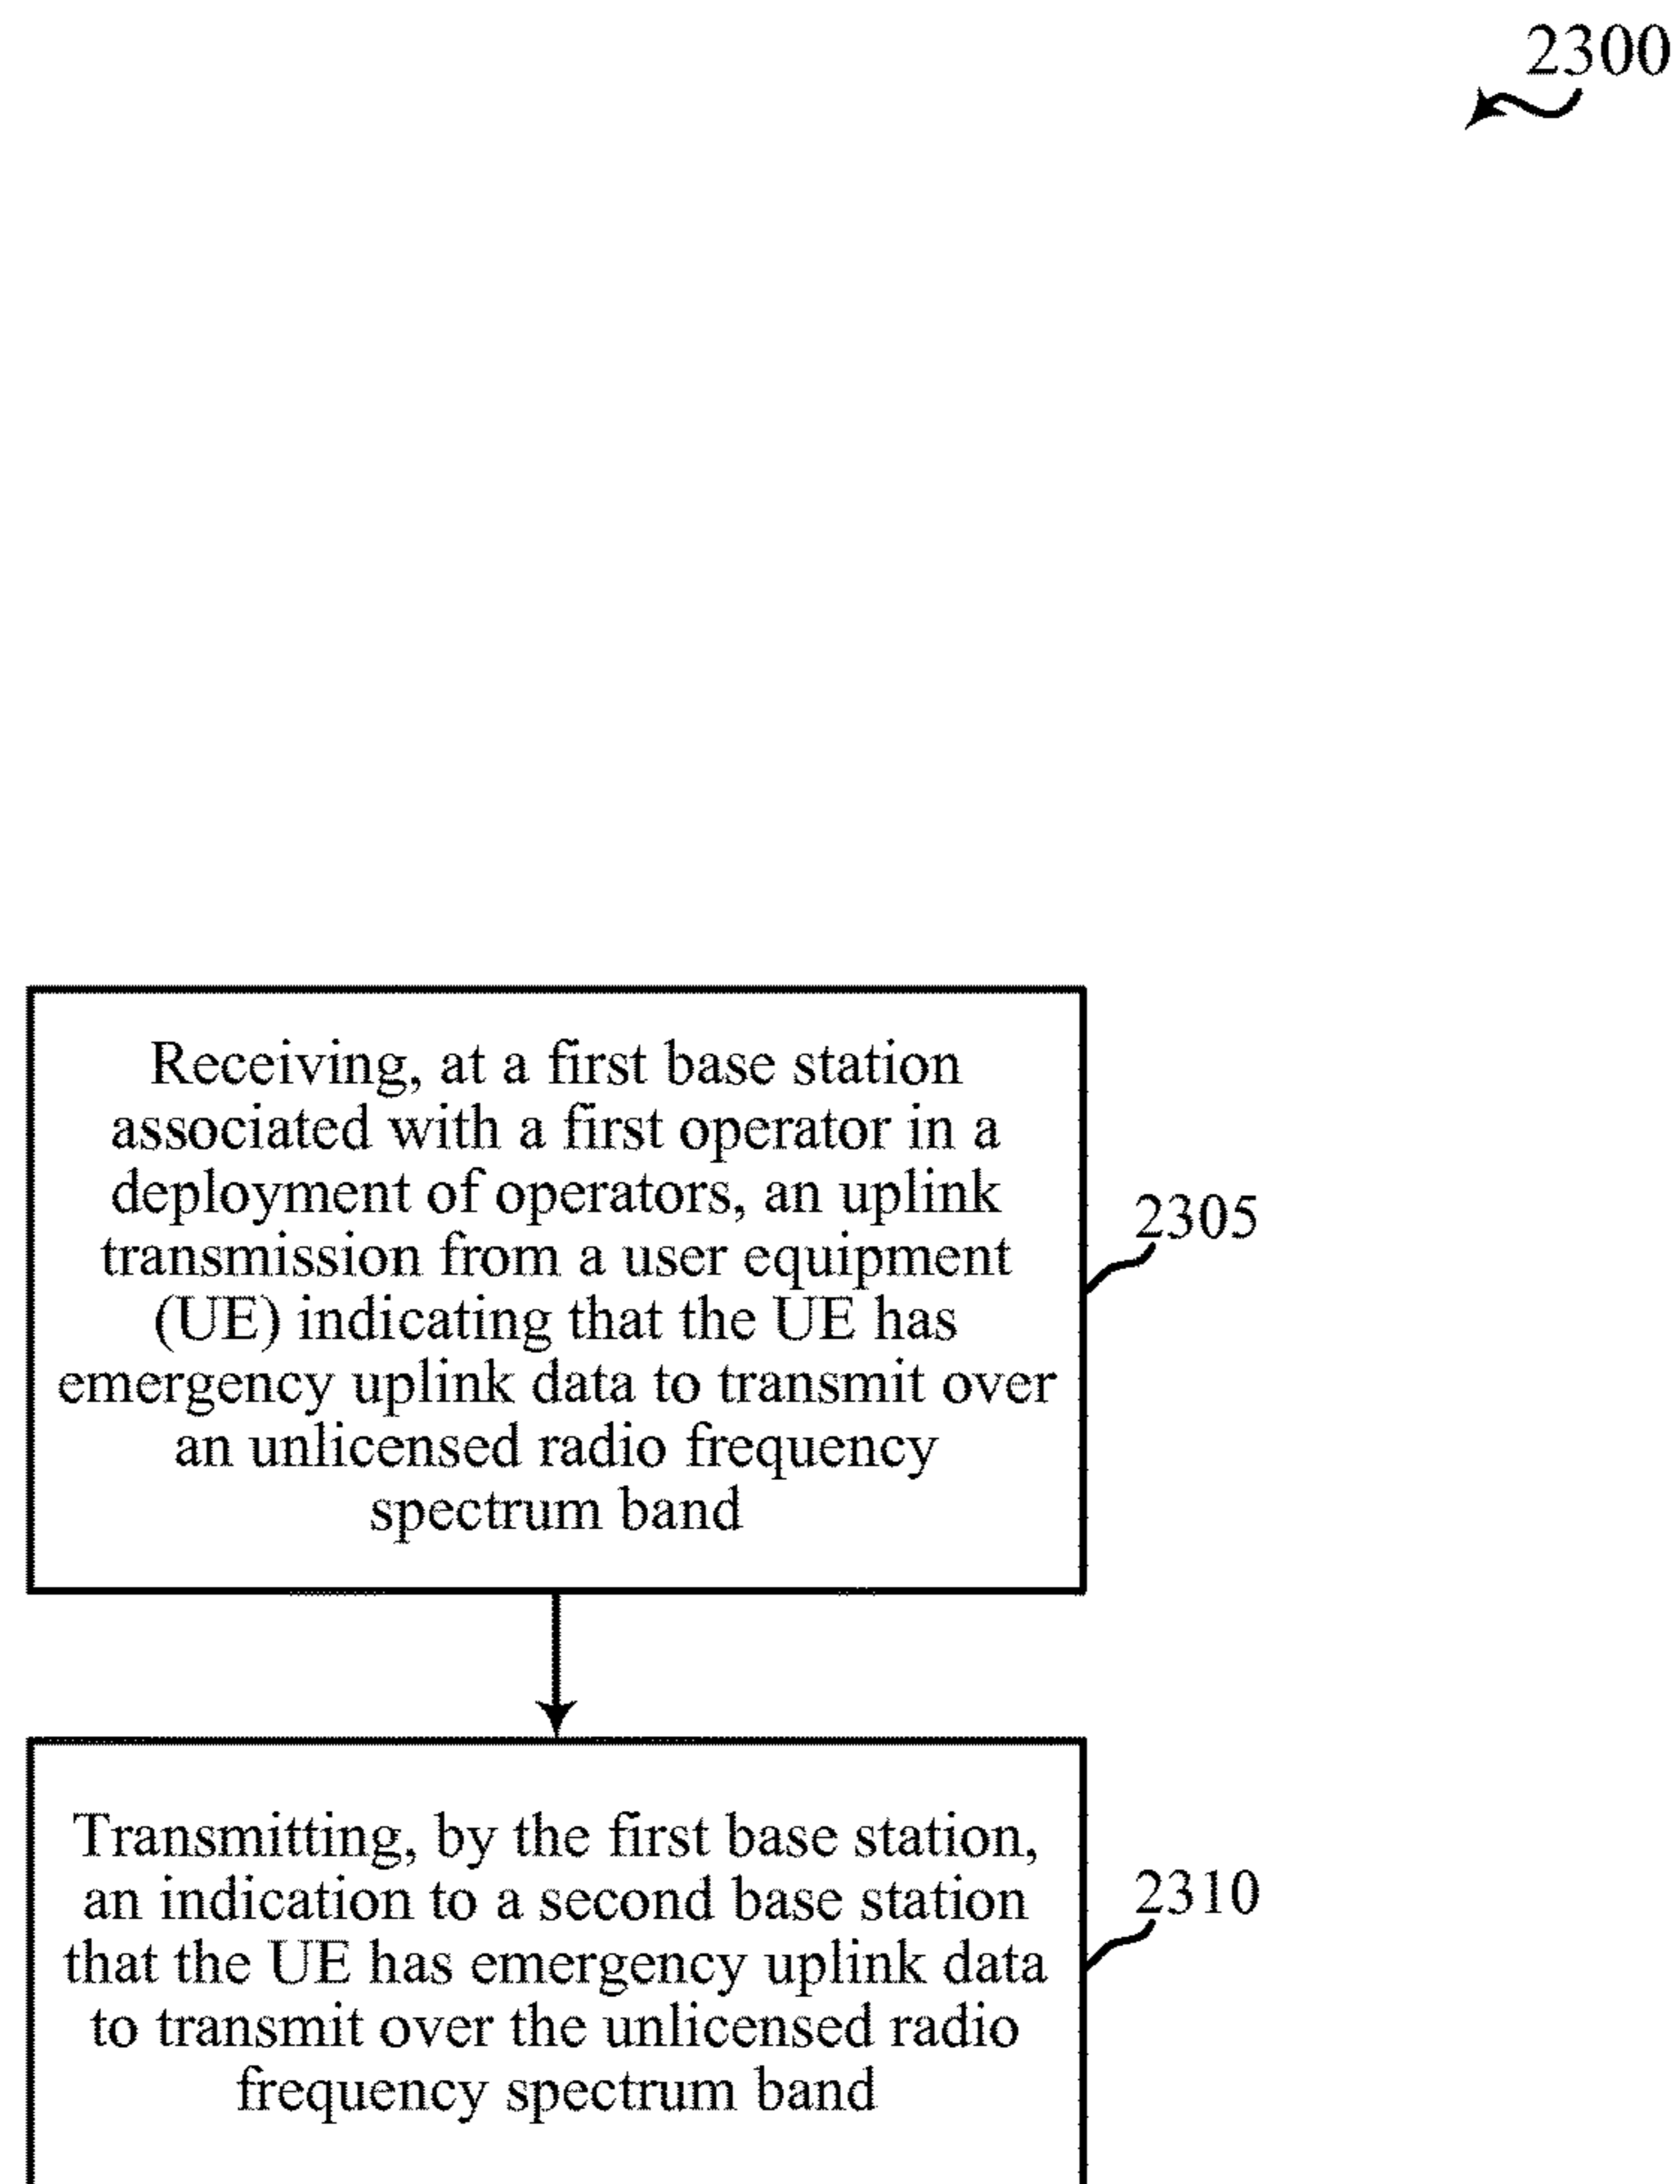 2300
Receiving, at a first base station
associated with a first operator in a
deployment of operators, an uplink
transmission from a user equipment
(UE) indicating that the UE has
emergency uplink data to transmit over
an unlicensed radio frequency
spectrum band
2305
Transmitting, by the first base station,
an indication to a second base station
that the UE has emergency uplink data
to transmit over the unlicensed radio
frequency spectrum band
2310